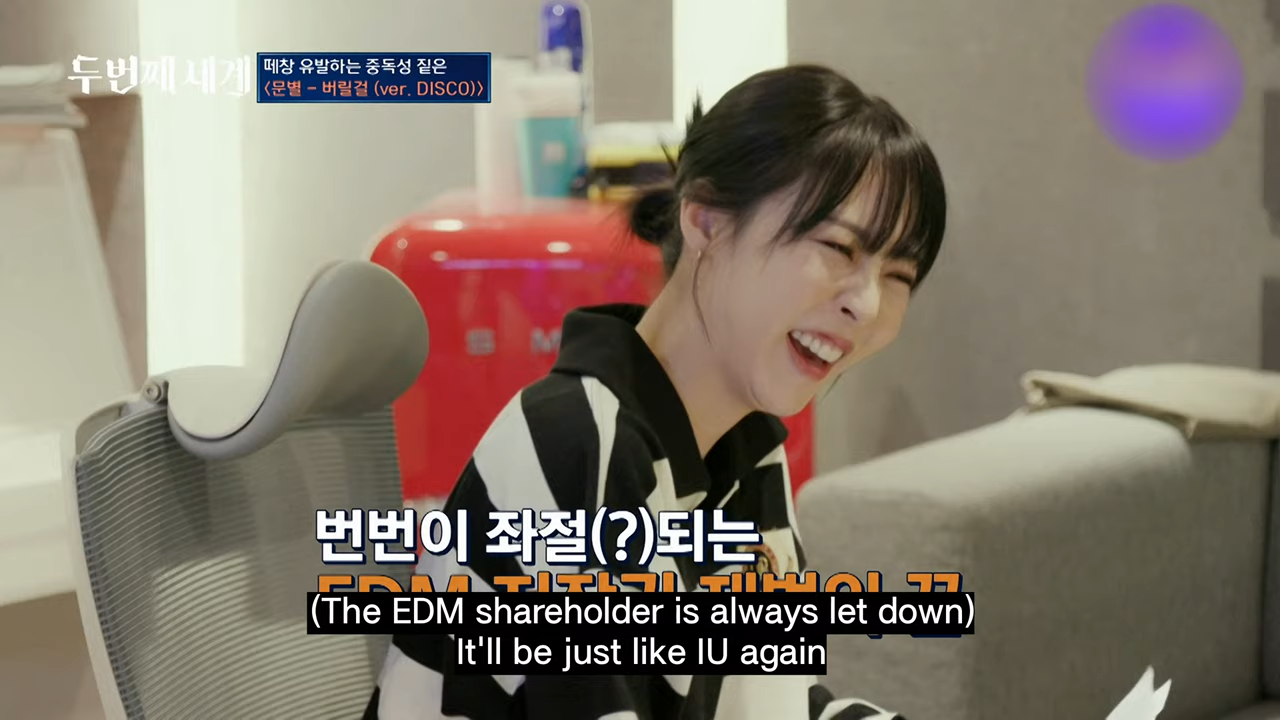 두 번째 세계
떼창 유발하는 중독성 짙은
〈문별 - 버릴걸 (ver. DISCO)〉
S M
번번이 좌절(?)되는
EDM
(The EDM shareholder is always let down)
It'll be just like IU again